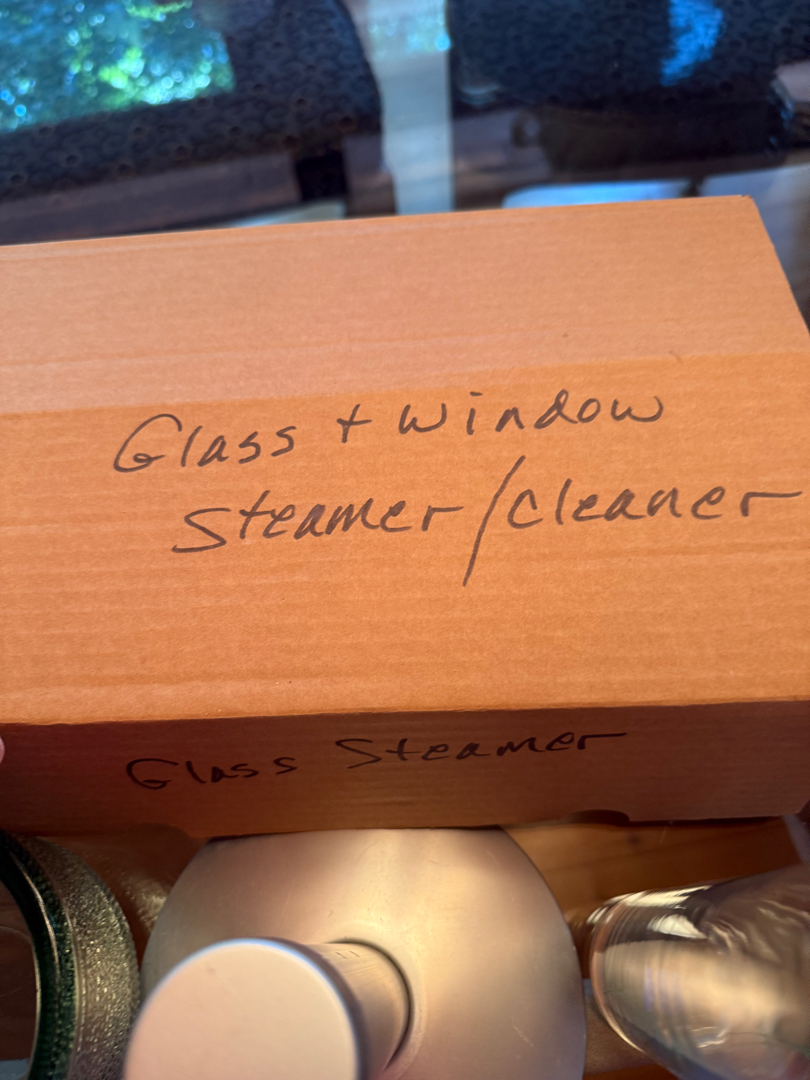 Glass + window
Steamer/cleaner
Glass Steamer